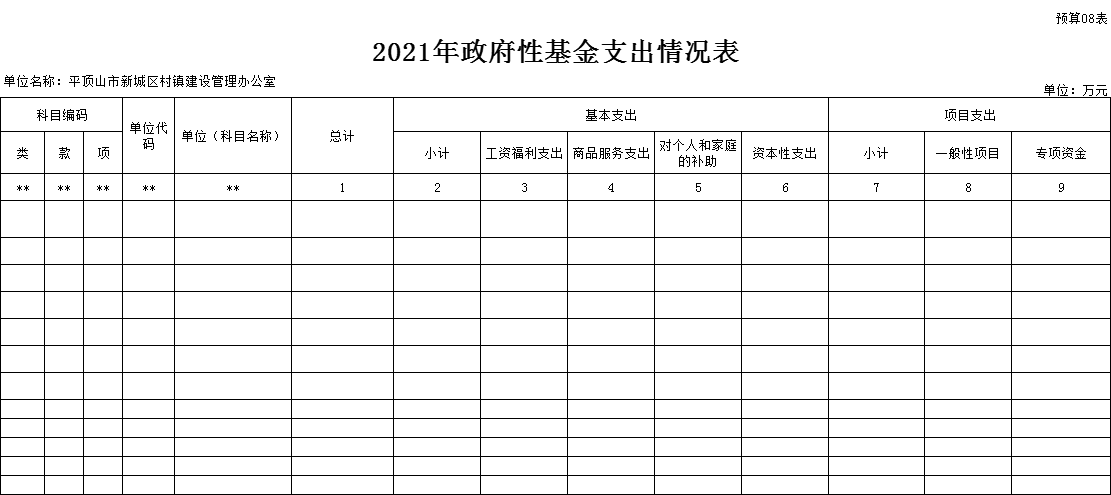 预算08表
2021年政府性基金支出情况表
单位名称：平顶山市新城区村镇建设管理办公室
单位：万元
科目编码 单位代码 单位（科目名称） 总计 基本支出 项目支出
类 款 项 小计 工资福利支出 商品服务支出 对个人和家庭的补助 资本性支出 小计 一般性项目 专项资金
** ** ** ** ** 1 2 3 4 5 6 7 8 9